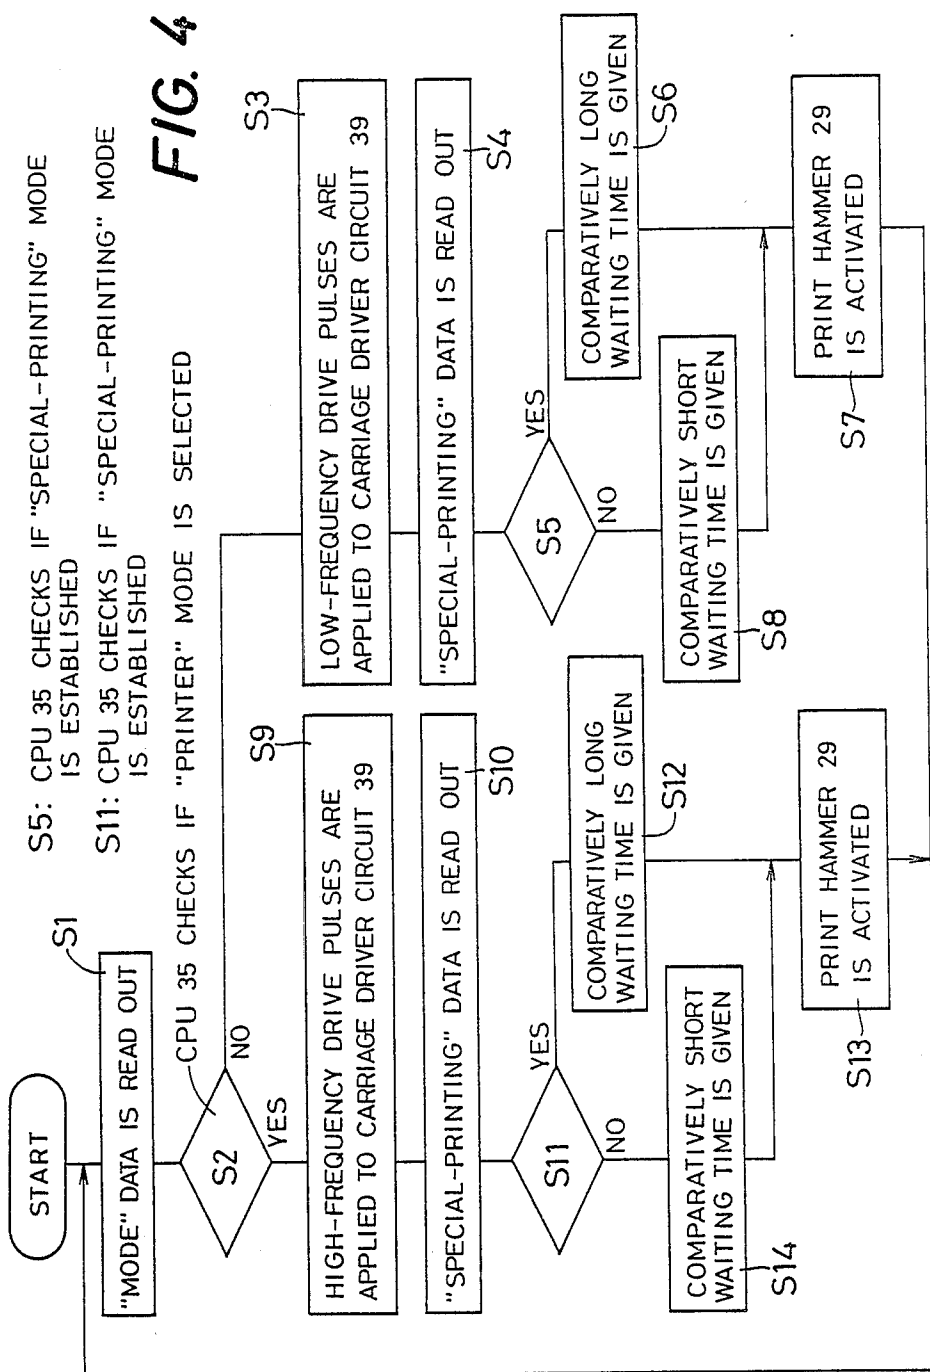 START
"MODE" DATA IS READ OUT
S1
S2
CPU 35 CHECKS IF "PRINTER" MODE IS SELECTED
NO
YES
S5: CPU 35 CHECKS IF "SPECIAL-PRINTING" MODE
IS ESTABLISHED
S11: CPU 35 CHECKS IF "SPECIAL-PRINTING" MODE
IS ESTABLISHED
FIG. 4
HIGH-FREQUENCY DRIVE PULSES ARE
APPLIED TO CARRIAGE DRIVER CIRCUIT 39
S9
LOW-FREQUENCY DRIVE PULSES ARE
APPLIED TO CARRIAGE DRIVER CIRCUIT 39
S3
"SPECIAL-PRINTING" DATA IS READ OUT
S10
"SPECIAL-PRINTING" DATA IS READ OUT
S4
S11
YES
NO
S5
YES
NO
COMPARATIVELY LONG
WAITING TIME IS GIVEN
S12
COMPARATIVELY LONG
WAITING TIME IS GIVEN
S6
COMPARATIVELY SHORT
WAITING TIME IS GIVEN
S14
COMPARATIVELY SHORT
WAITING TIME IS GIVEN
S8
PRINT HAMMER 29
IS ACTIVATED
S13
PRINT HAMMER 29
IS ACTIVATED
S7